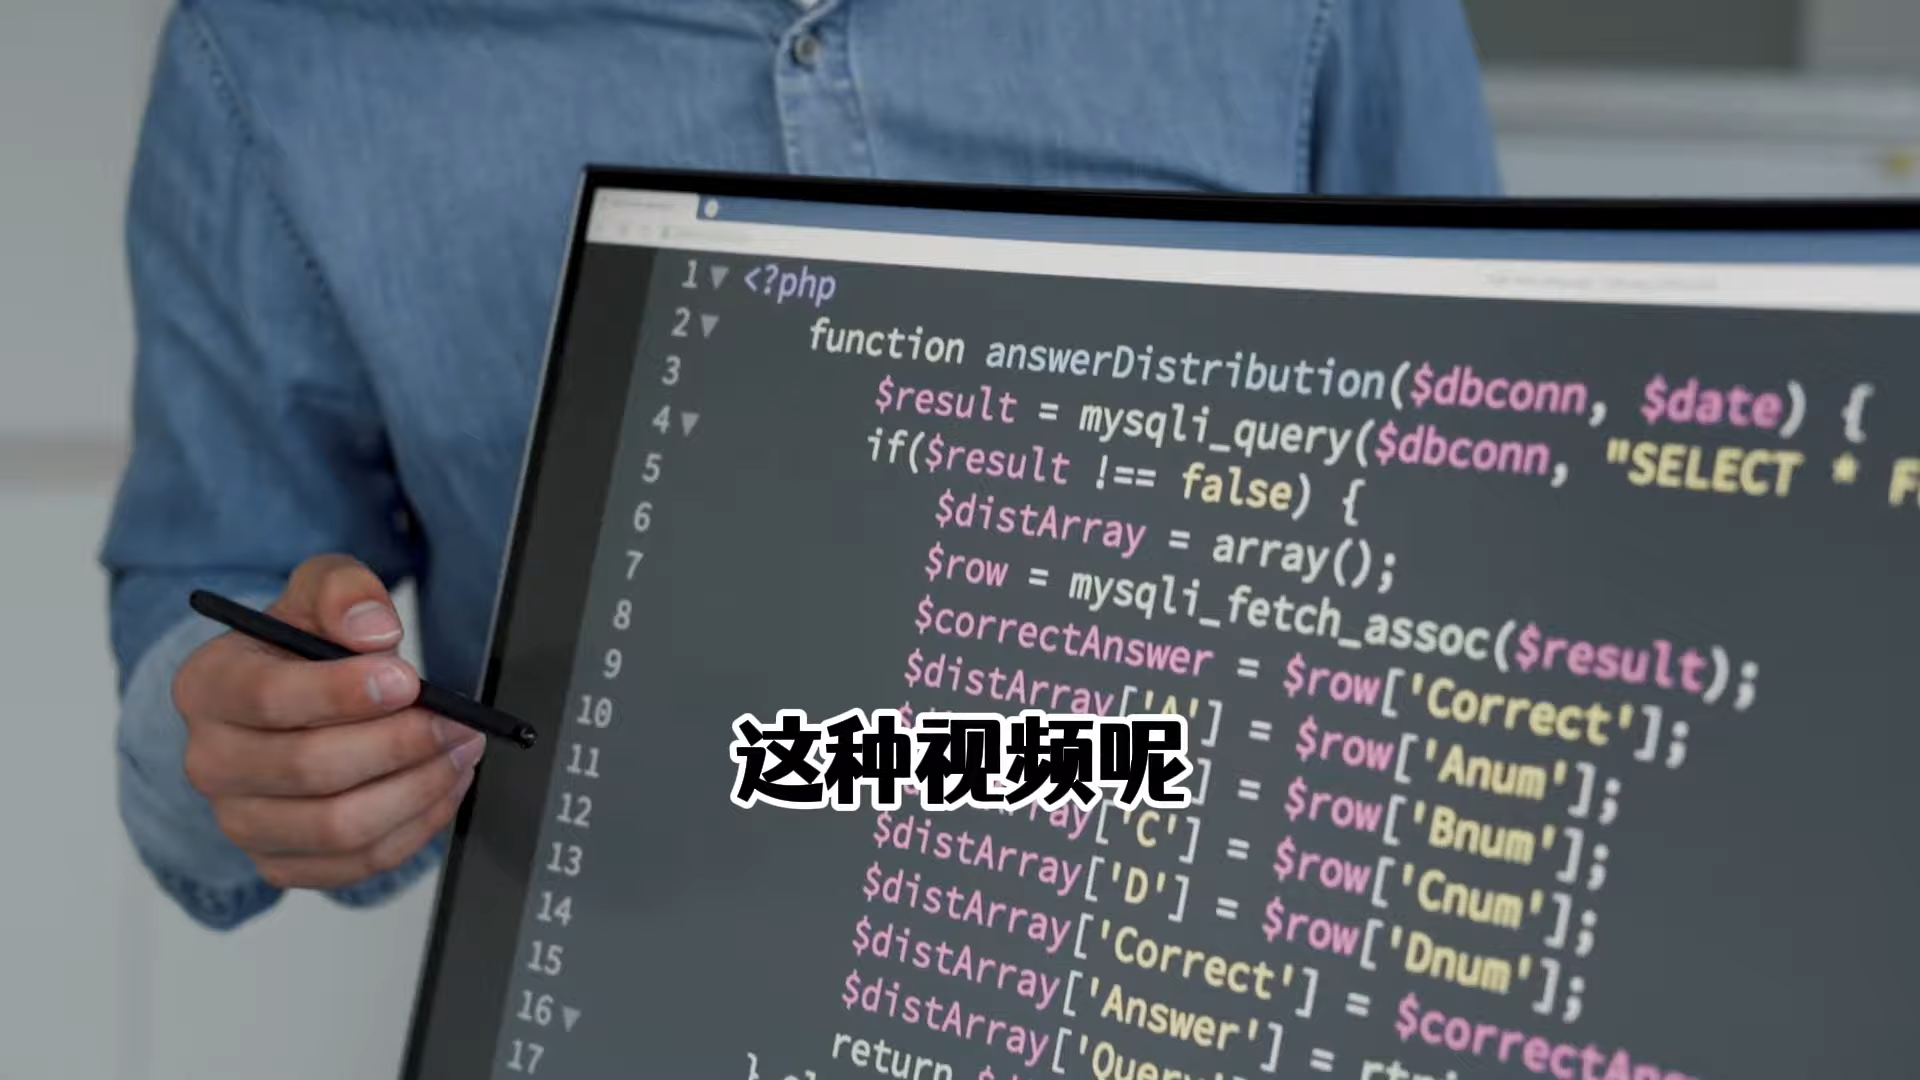 1 <?php
2 function answerDistribution($dbconn, $date) {
3 $result = mysqli_query($dbconn, "SELECT *
4 if($result !== false) {
5 $distArray = array();
6 $row = mysqli_fetch_assoc($result);
7 $correctAnswer = $row['Correct'];
8 $distArray['A'] = $row['Anum'];
9 ] = $row['Bnum'];
10 ['C'] = $row['Cnum'];
11 $distArray['D'] = $row['Dnum'];
12 $distArray['Correct'] =
13 $distArray['Answer'] =
14 $distArray['Query'
15 return
16 }
17
这种视频呢